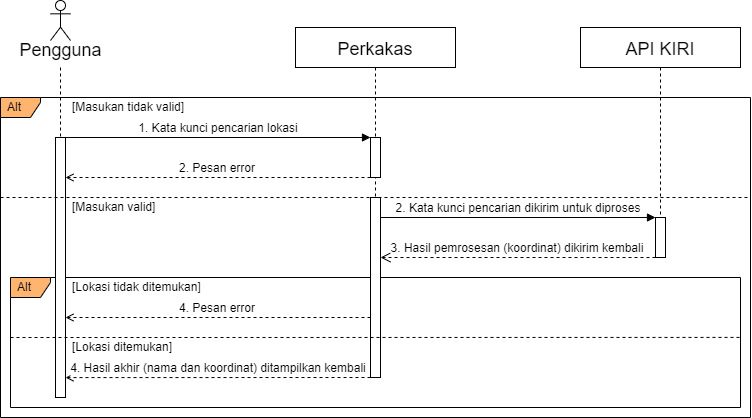 Pengguna
Perkakas
API KIRI
Alt
[Masukan tidak valid]
1. Kata kunci pencarian lokasi
2. Pesan error
[Masukan valid]
2. Kata kunci pencarian dikirim untuk diproses
3. Hasil pemrosesan (koordinat) dikirim kembali
Alt
[Lokasi tidak ditemukan]
4. Pesan error
[Lokasi ditemukan]
4. Hasil akhir (nama dan koordinat) ditampilkan kembali